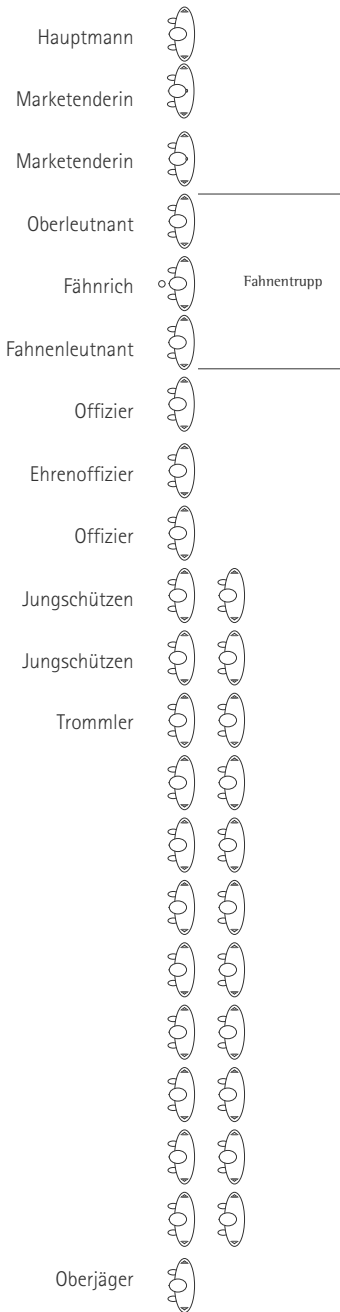 Hauptmann
Marketenderin
Marketenderin
Oberleutnant
Fähnrich
Fahnentrupp
Fahnenleutnant
Offizier
Ehrenoffizier
Offizier
Jungschützen
Jungschützen
Trommler
Oberjäger